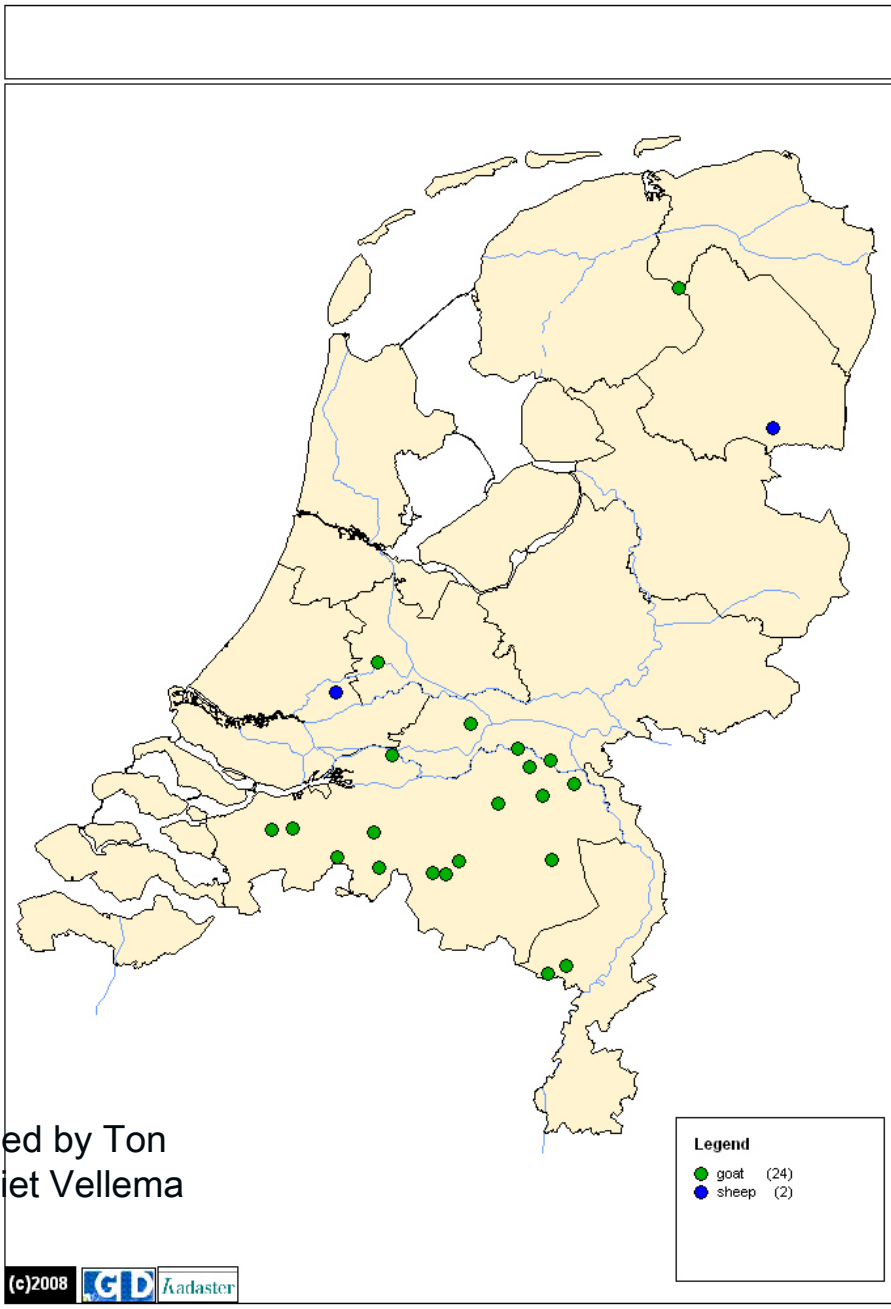 ed by Ton
iet Vellema
Legend
goat (24)
sheep (2)
(c)2008 GD Kadaster